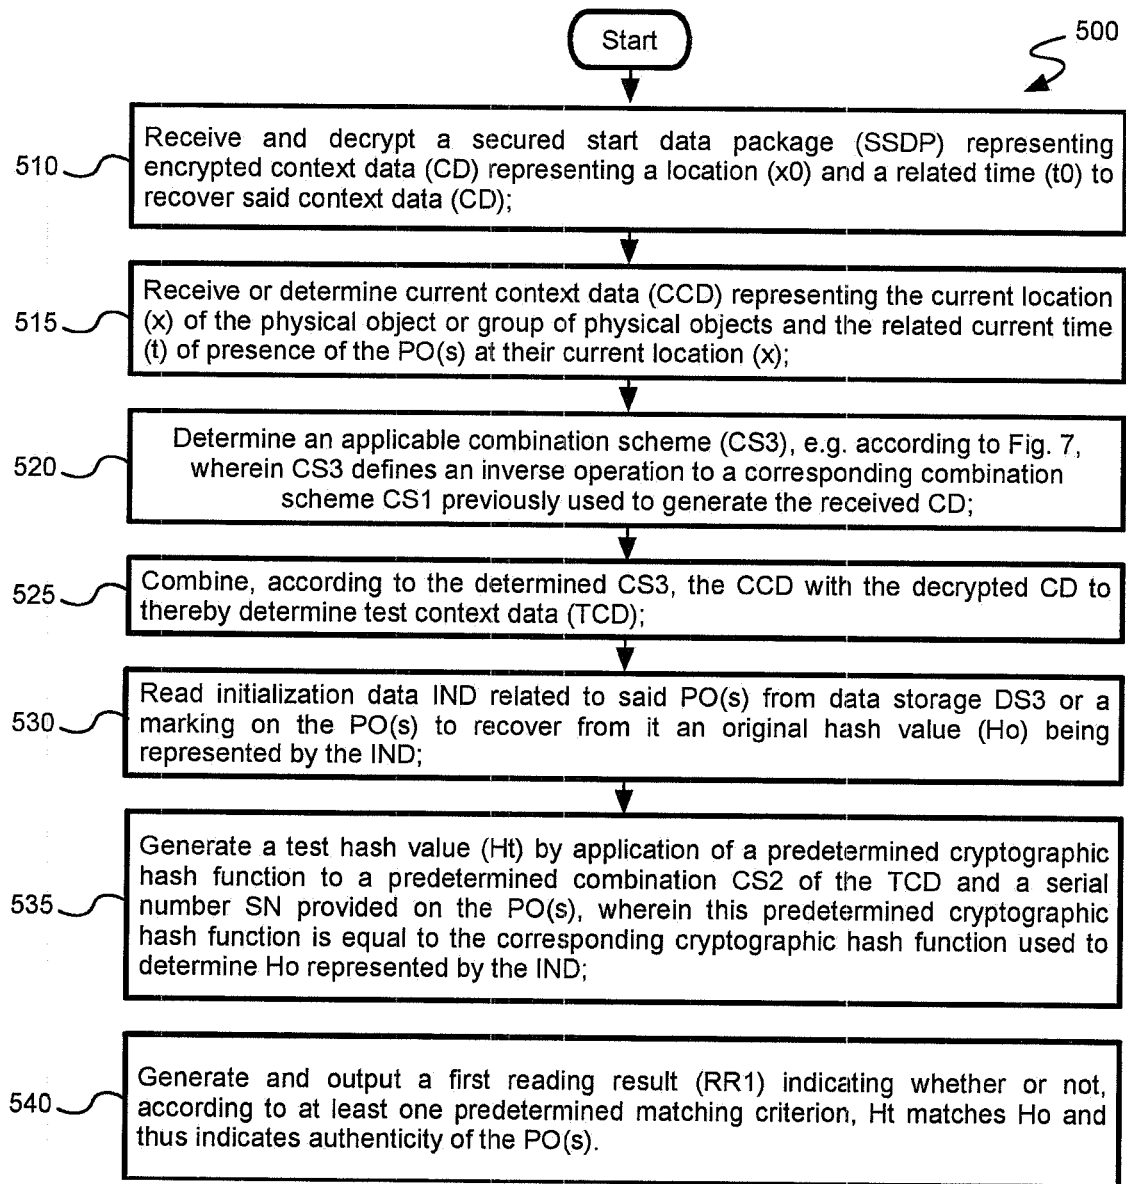 Start
500
510
Receive and decrypt a secured start data package (SSDP) representing
encrypted context data (CD) representing a location (x0) and a related time (t0) to
recover said context data (CD);
515
Receive or determine current context data (CCD) representing the current location
(x) of the physical object or group of physical objects and the related current time
(t) of presence of the PO(s) at their current location (x);
520
Determine an applicable combination scheme (CS3), e.g. according to Fig. 7,
wherein CS3 defines an inverse operation to a corresponding combination
scheme CS1 previously used to generate the received CD;
525
Combine, according to the determined CS3, the CCD with the decrypted CD to
thereby determine test context data (TCD);
530
Read initialization data IND related to said PO(s) from data storage DS3 or a
marking on the PO(s) to recover from it an original hash value (Ho) being
represented by the IND;
535
Generate a test hash value (Ht) by application of a predetermined cryptographic
hash function to a predetermined combination CS2 of the TCD and a serial
number SN provided on the PO(s), wherein this predetermined cryptographic
hash function is equal to the corresponding cryptographic hash function used to
determine Ho represented by the IND;
540
Generate and output a first reading result (RR1) indicating whether or not,
according to at least one predetermined matching criterion, Ht matches Ho and
thus indicates authenticity of the PO(s).